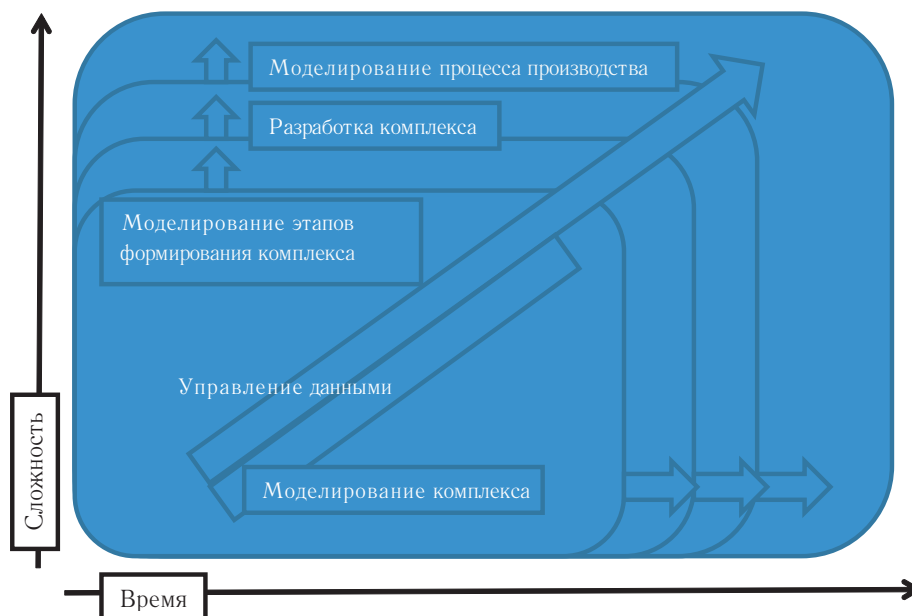 Моделирование процесса производства
Разработка комплекса
Моделирование этапов
формирования комплекса
Управление данными
Моделирование комплекса
Сложность
Время